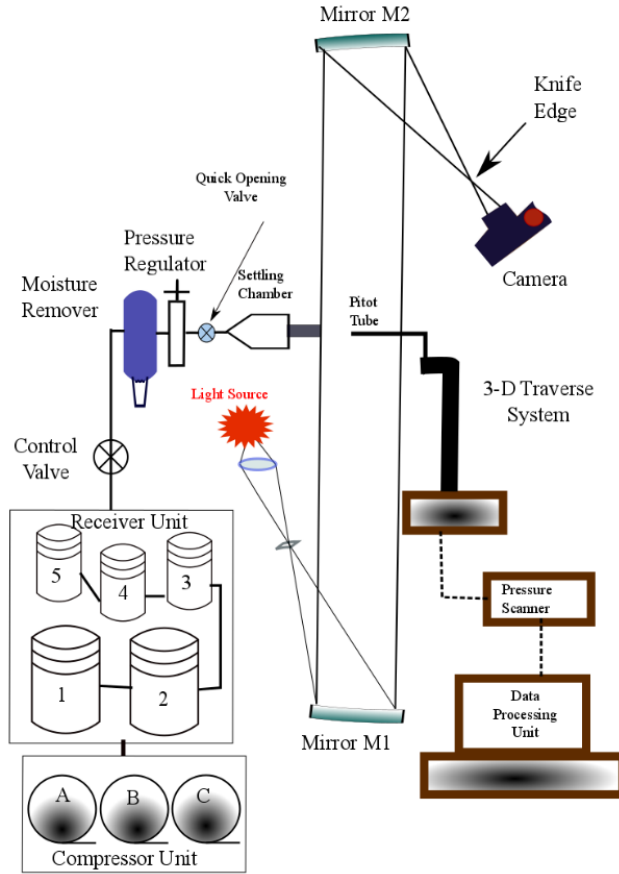 Mirror M2
Knife
Edge
Quick Opening
Valve
Pressure
Regulator
Settling
Chamber
Moisture
Remover
Camera
Pitot
Tube
Light Source
3-D Traverse
System
Control
Valve
Receiver Unit
5
4
3
1
2
Pressure
Scanner
Data
Processing
Unit
Mirror M1
A
B
C
Compressor Unit